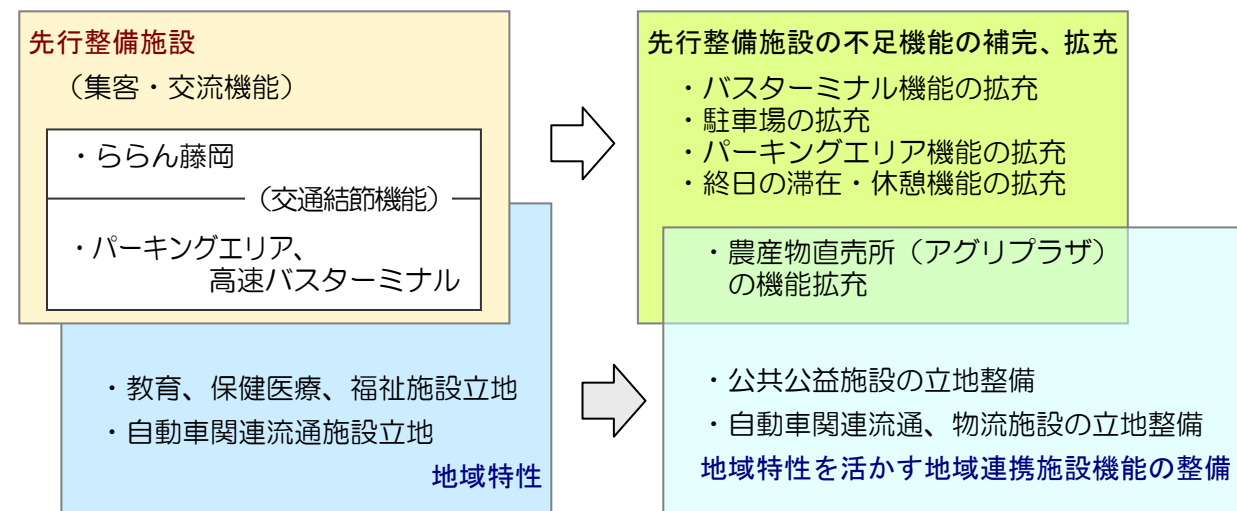 先行整備施設
（集客・交流機能）
・ららん藤岡
（交通結節機能）
・パーキングエリア、
高速バスターミナル
・教育、保健医療、福祉施設立地
・自動車関連流通施設立地
地域特性
先行整備施設の不足機能の補完、拡充
・バスターミナル機能の拡充
・駐車場の拡充
・パーキングエリア機能の拡充
・終日の滞在・休憩機能の拡充
・農産物直売所（アグリプラザ）
の機能拡充
・公共公益施設の立地整備
・自動車関連流通、物流施設の立地整備
地域特性を活かす地域連携施設機能の整備